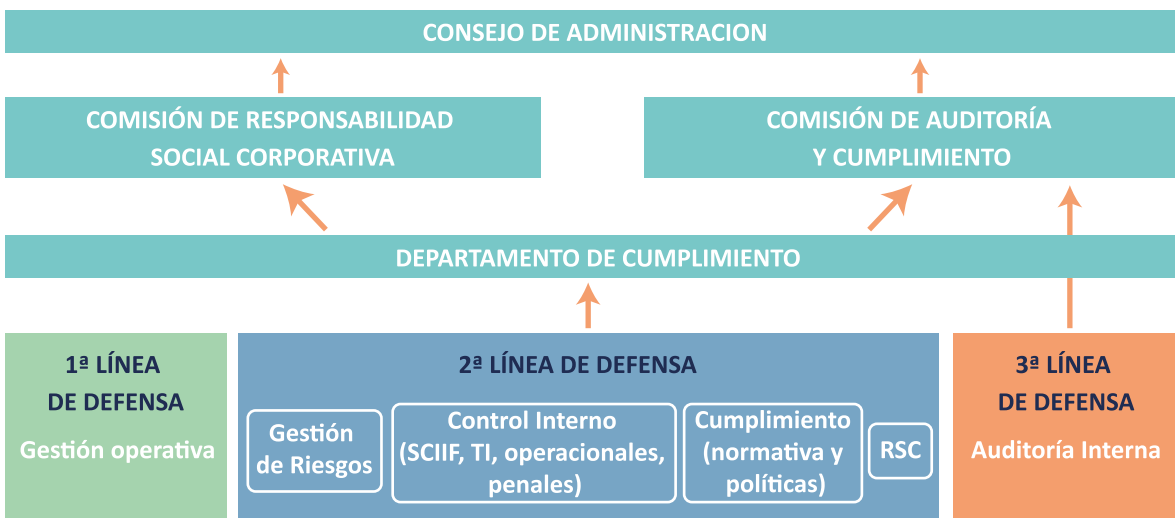 CONSEJO DE ADMINISTRACION
COMISIÓN DE RESPONSABILIDAD
SOCIAL CORPORATIVA
COMISIÓN DE AUDITORÍA
Y CUMPLIMIENTO
DEPARTAMENTO DE CUMPLIMIENTO
1ª LÍNEA
DE DEFENSA
Gestión operativa
2ª LÍNEA DE DEFENSA
Gestión
de Riesgos
Control Interno
(SCIIF, TI, operacionales,
penales)
Cumplimiento
(normativa y
políticas)
RSC
3ª LÍNEA
DE DEFENSA
Auditoría Interna